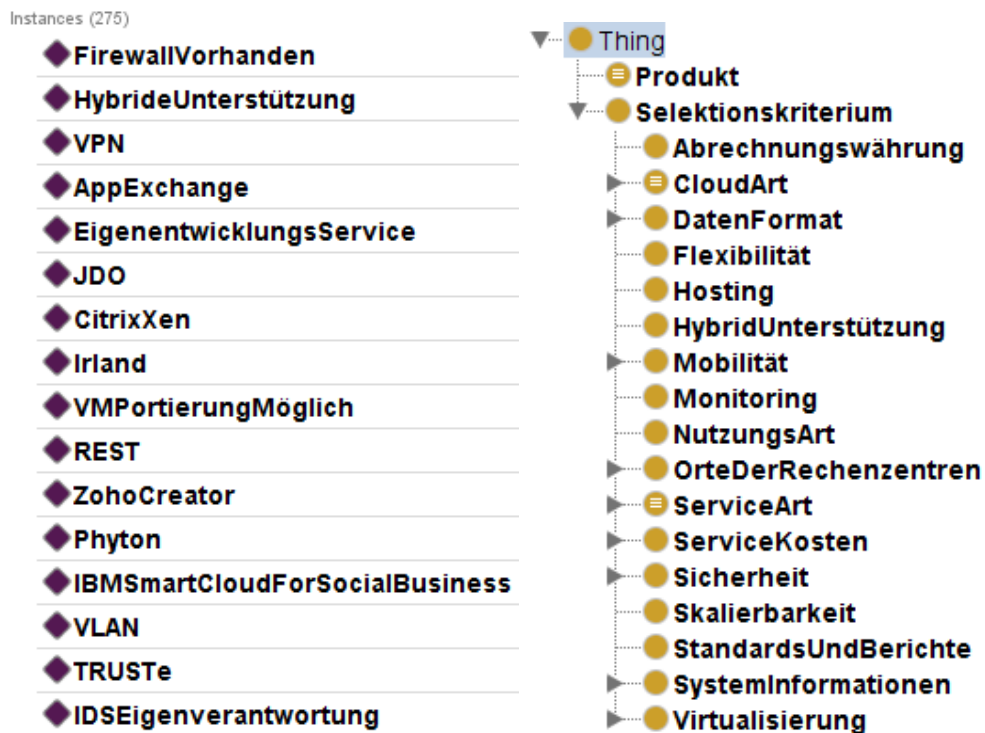 Instances (275)
FirewallVorhanden
HybrideUnterstützung
VPN
AppExchange
EigenentwicklungsService
JDO
CitrixXen
Irland
VMPortierungMöglich
REST
ZohoCreator
Phyton
IBMSmartCloudForSocialBusiness
VLAN
TRUSTe
IDSEigenverantwortung
Thing
Produkt
Selektionskriterium
Abrechnungswährung
CloudArt
DatenFormat
Flexibilität
Hosting
HybridUnterstützung
Mobilität
Monitoring
NutzungsArt
OrteDerRechenzentren
ServiceArt
ServiceKosten
Sicherheit
Skalierbarkeit
StandardsUndBerichte
SystemInformationen
Virtualisierung